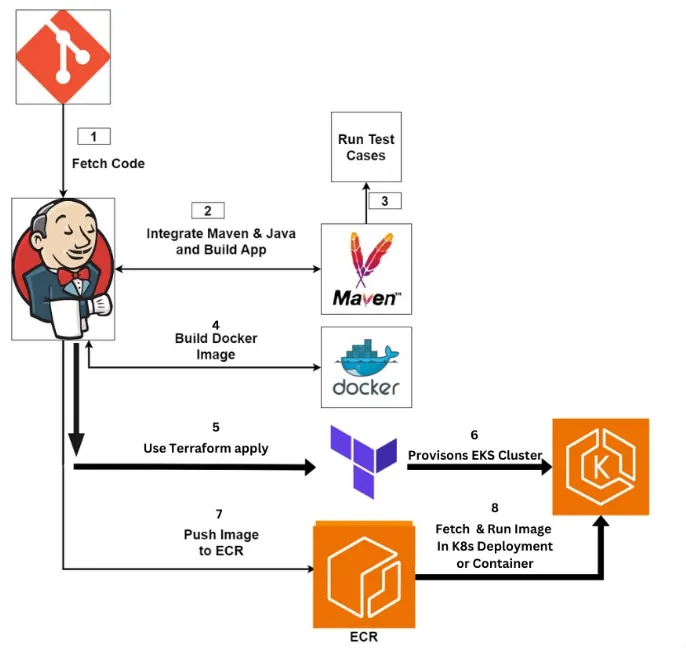 1
Fetch Code
Run Test
Cases
2
3
Integrate Maven & Java
and Build App
Maven™
4
Build Docker
Image
docker
5
Use Terraform apply
6
Provisons EKS Cluster
K
7
Push Image
to ECR
8
Fetch & Run Image
In K8s Deployment
or Container
ECR